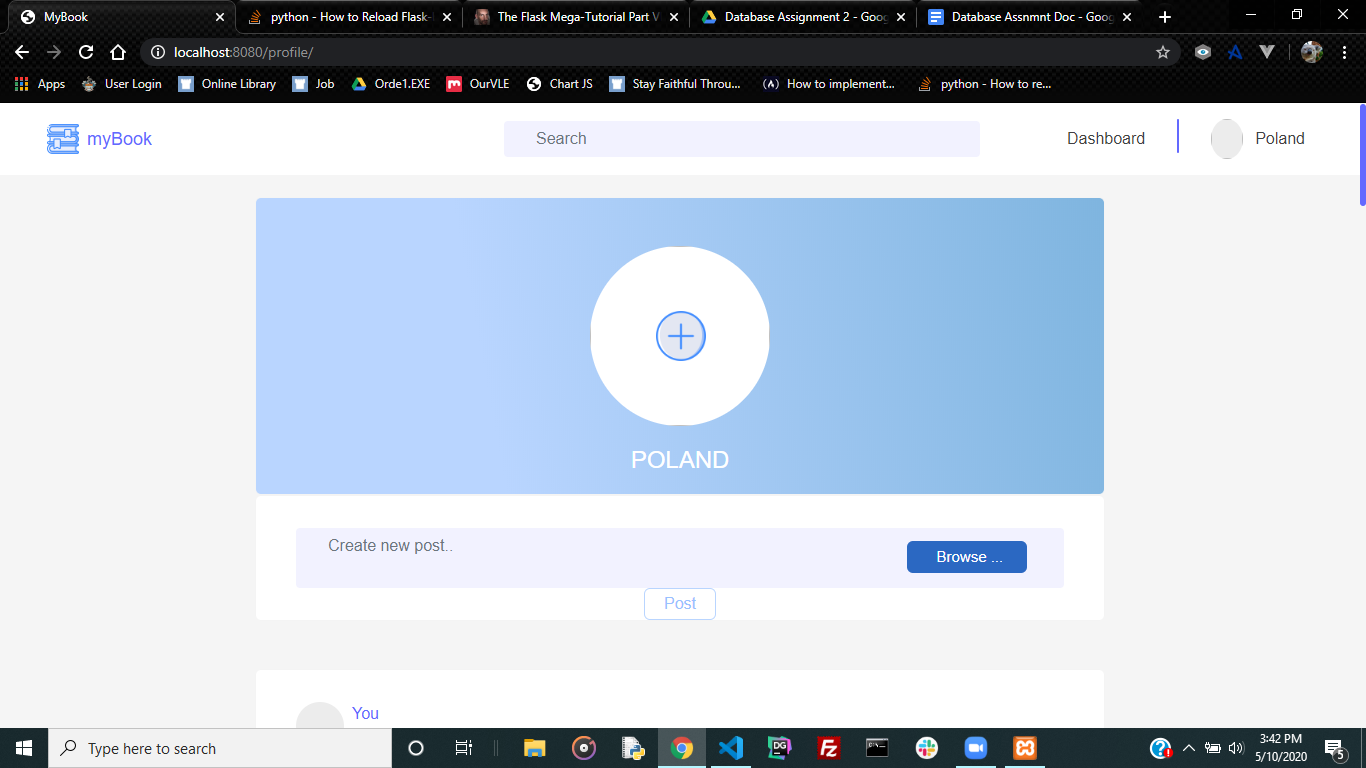 MyBook
python - How to Reload Flask-
The Flask Mega-Tutorial Part V
Database Assignment 2 - Goog
Database Assnmnt Doc - Goog
localhost:8080/profile/
Apps
User Login
Online Library
Job
Orde1.EXE
OurVLE
Chart JS
Stay Faithful Throu...
(A)
How to implement...
python - How to re...
myBook
Search
Dashboard
Poland
POLAND
Create new post..
Browse ...
Post
You
Type here to search
DG
FZ
3:42 PM
5/10/2020
5